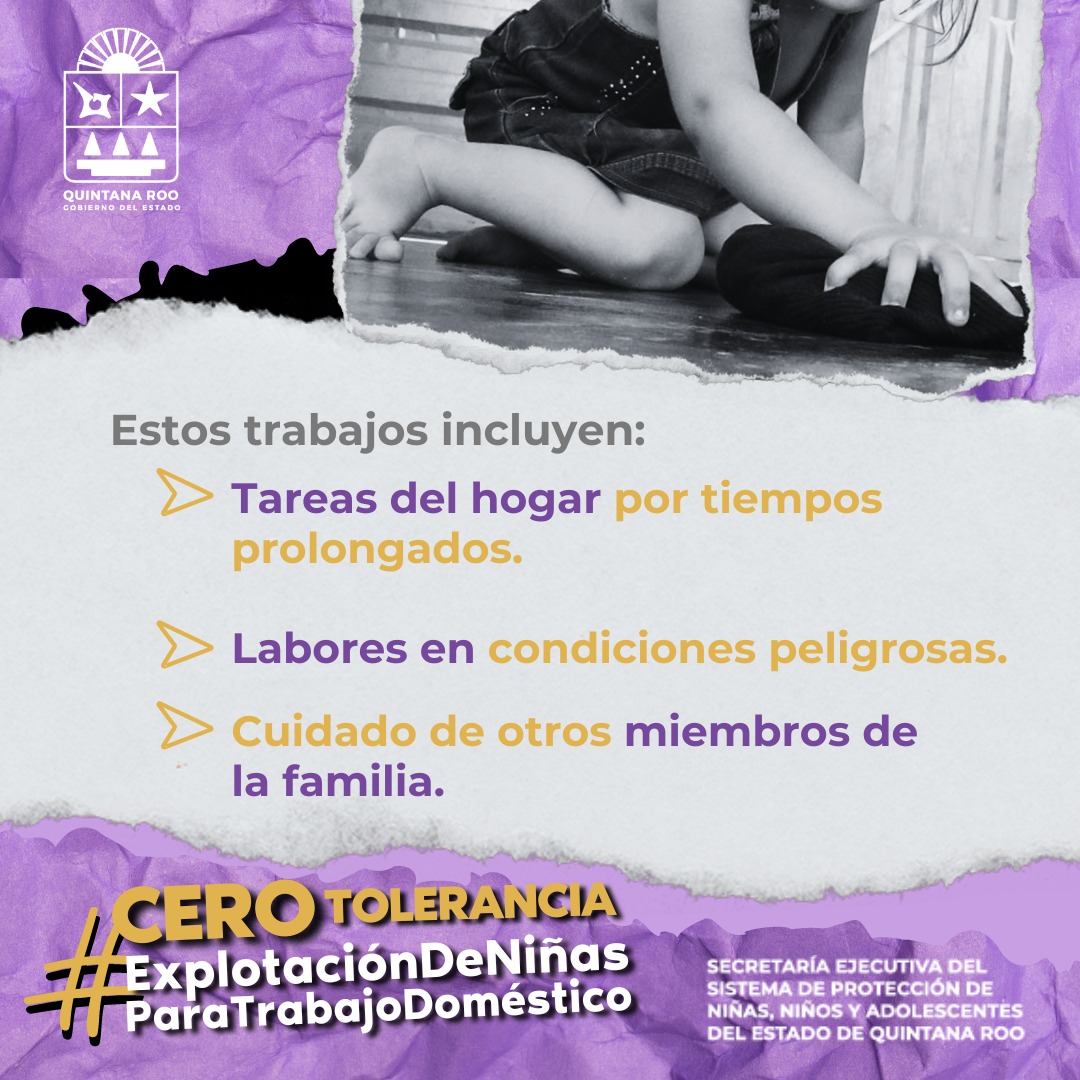 QUINTANA ROO
GOBIERNO DEL ESTADO
Estos trabajos incluyen:
Tareas del hogar por tiempos
prolongados.
Labores en condiciones peligrosas.
Cuidado de otros miembros de
la familia.
#CERO TOLERANCIA
ExplotaciónDeNiñas
ParaTrabajoDoméstico
SECRETARÍA EJECUTIVA DEL
SISTEMA DE PROTECCIÓN DE
NIÑAS, NIÑOS Y ADOLESCENTES
DEL ESTADO DE QUINTANA ROO